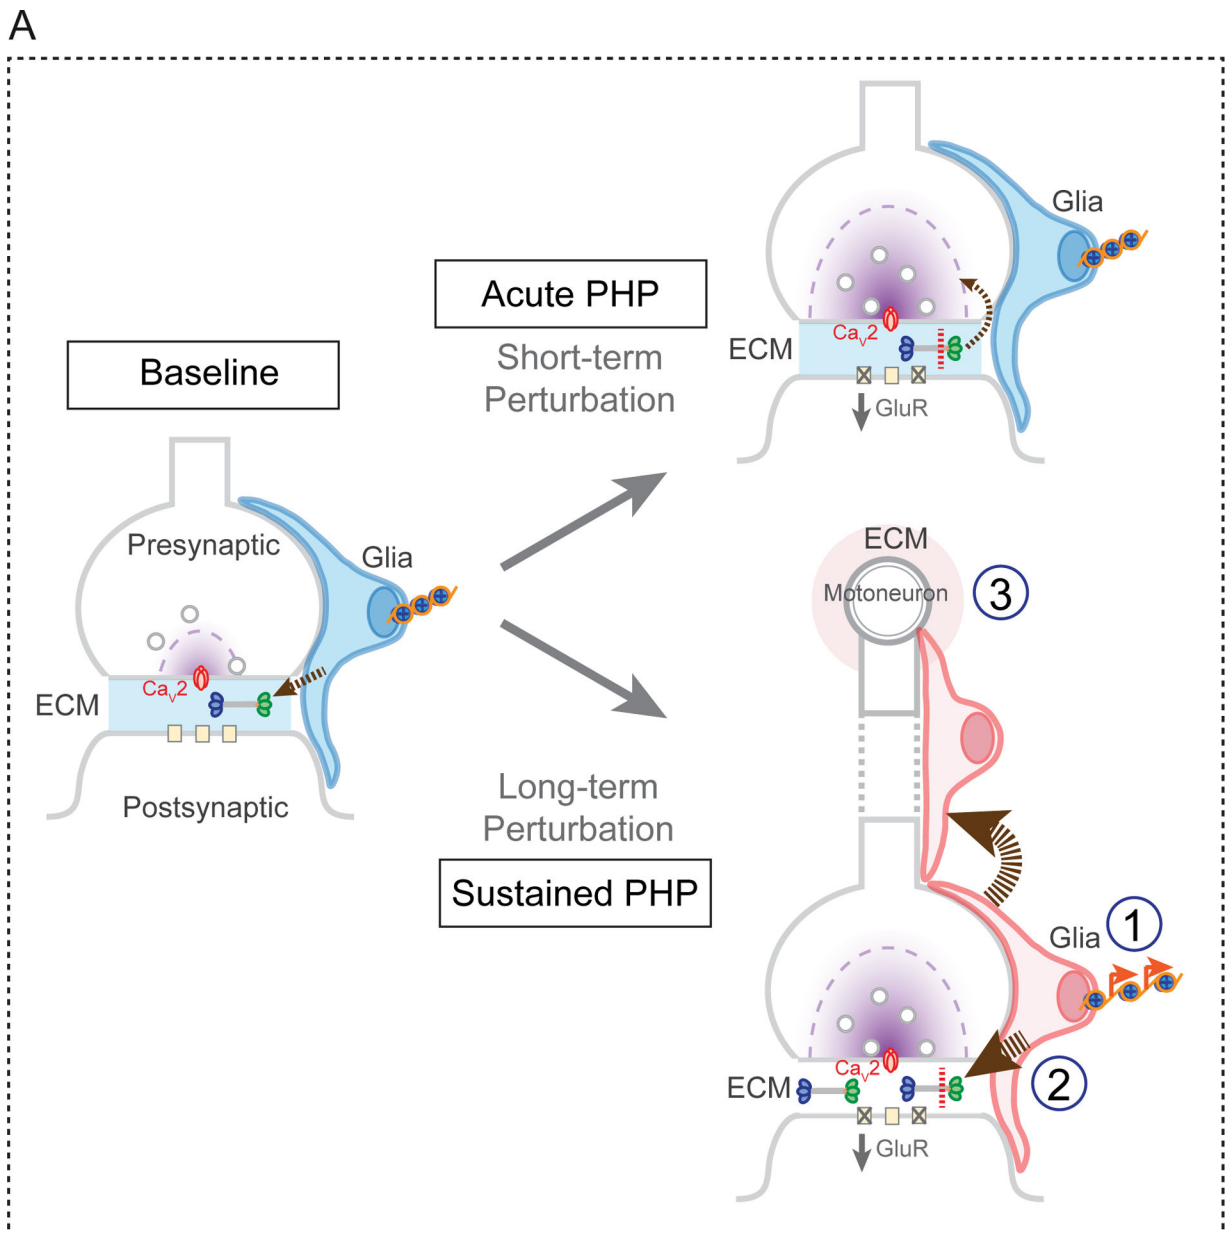 A
Baseline
Presynaptic
Glia
CaV2
ECM
Postsynaptic
Acute PHP
Short-term
Perturbation
Glia
CaV2
ECM
GluR
Long-term
Perturbation
Sustained PHP
ECM
Motoneuron
3
Glia
1
CaV2
ECM
2
GluR